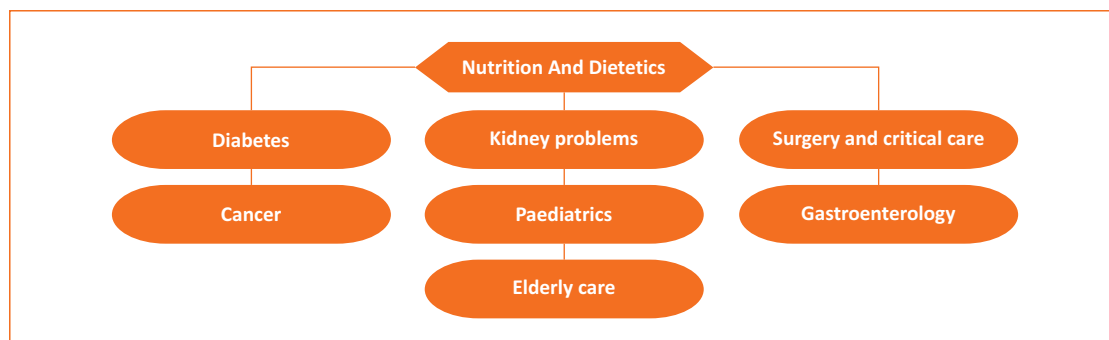 Nutrition And Dietetics
Diabetes
Kidney problems
Surgery and critical care
Cancer
Paediatrics
Gastroenterology
Elderly care